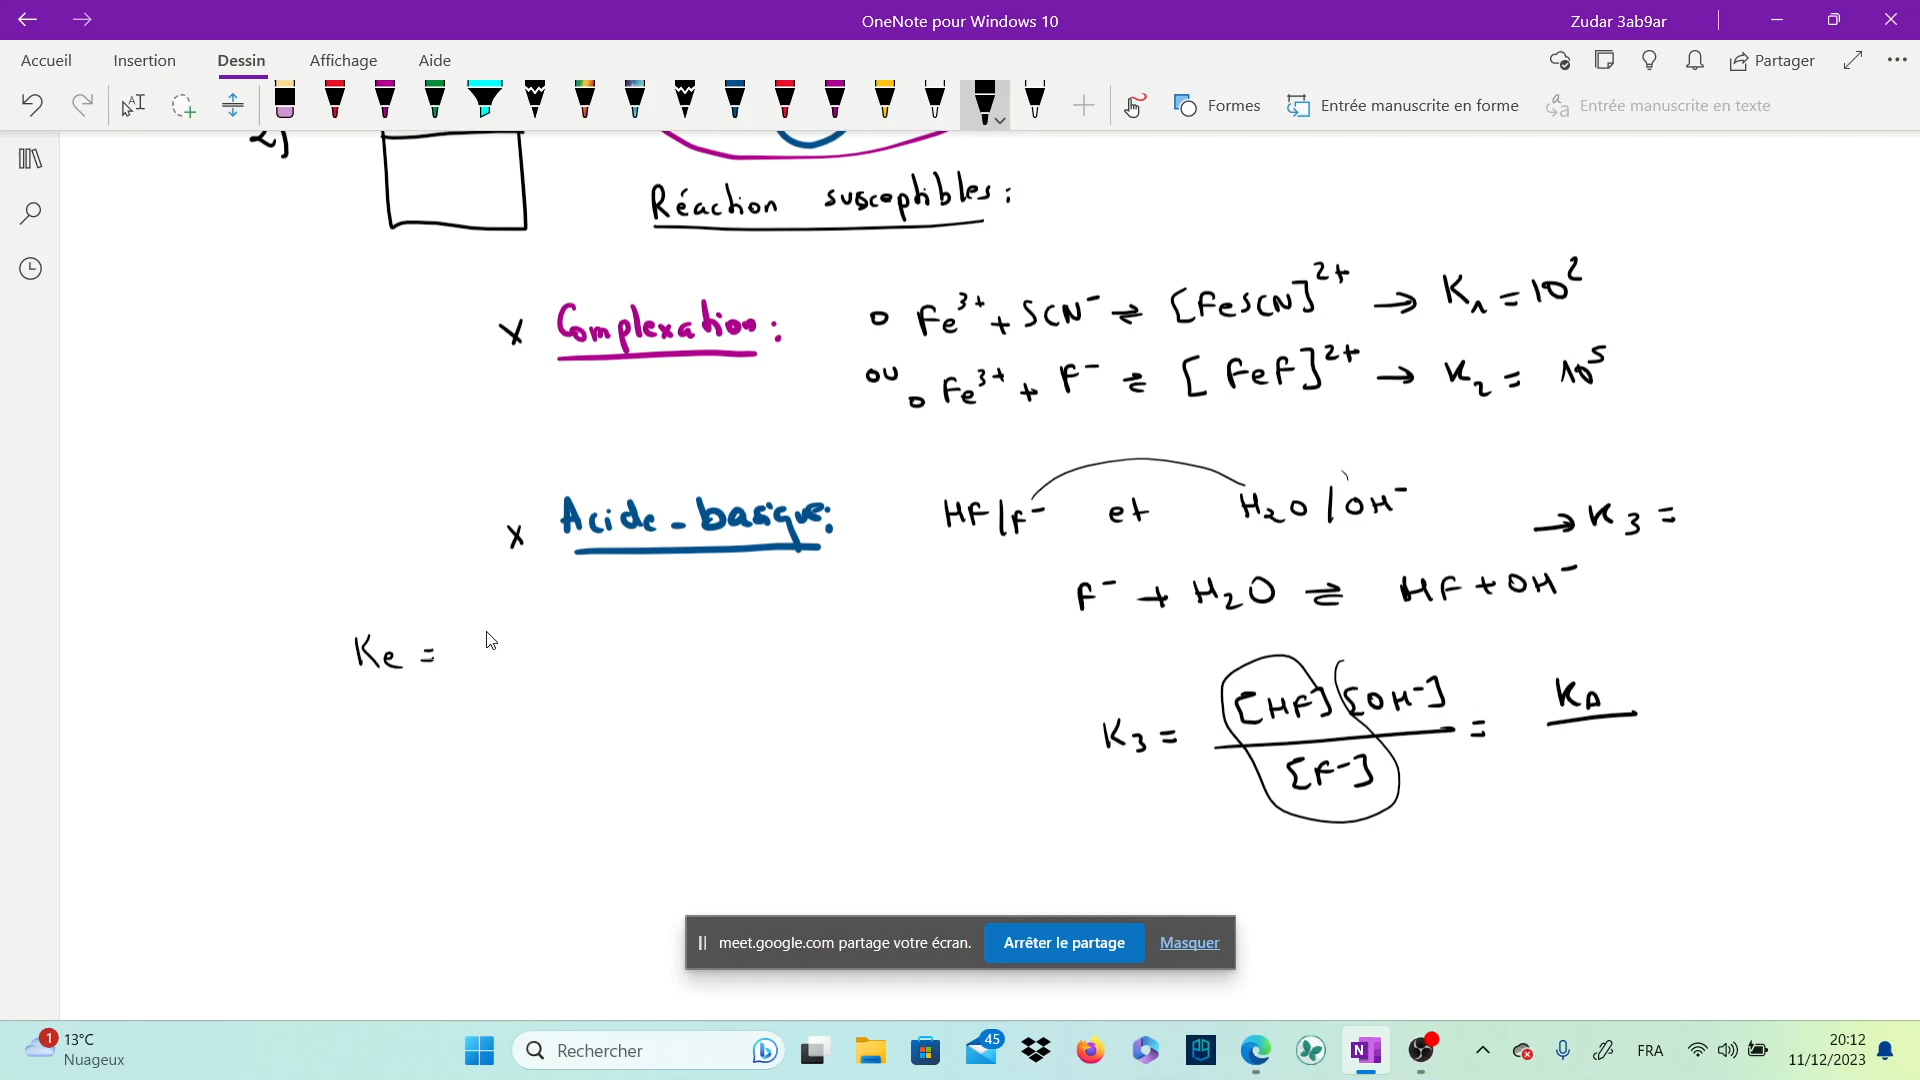 OneNote pour Windows 10
Zudar 3ab9ar
Accueil Insertion Dessin Affichage Aide
Partager
Formes Entrée manuscrite en forme Entrée manuscrite en texte
2)
Réaction susceptibles :
x Complexation : o Fe³⁺ + SCN⁻ ⇌ [FeSCN]²⁺ → K₁ = 10²
ou o Fe³⁺ + F⁻ ⇌ [FeF]²⁺ → K₂ = 10⁵
x Acide - basique : HF/F⁻ et H₂O/OH⁻ → K₃ =
F⁻ + H₂O ⇌ HF + OH⁻
Ke =
K₃ = [HF][OH⁻] / [F⁻] = KA
meet.google.com partage votre écran. Arrêter le partage Masquer
1 13°C
Nuageux
Rechercher
45
FRA
20:12
11/12/2023